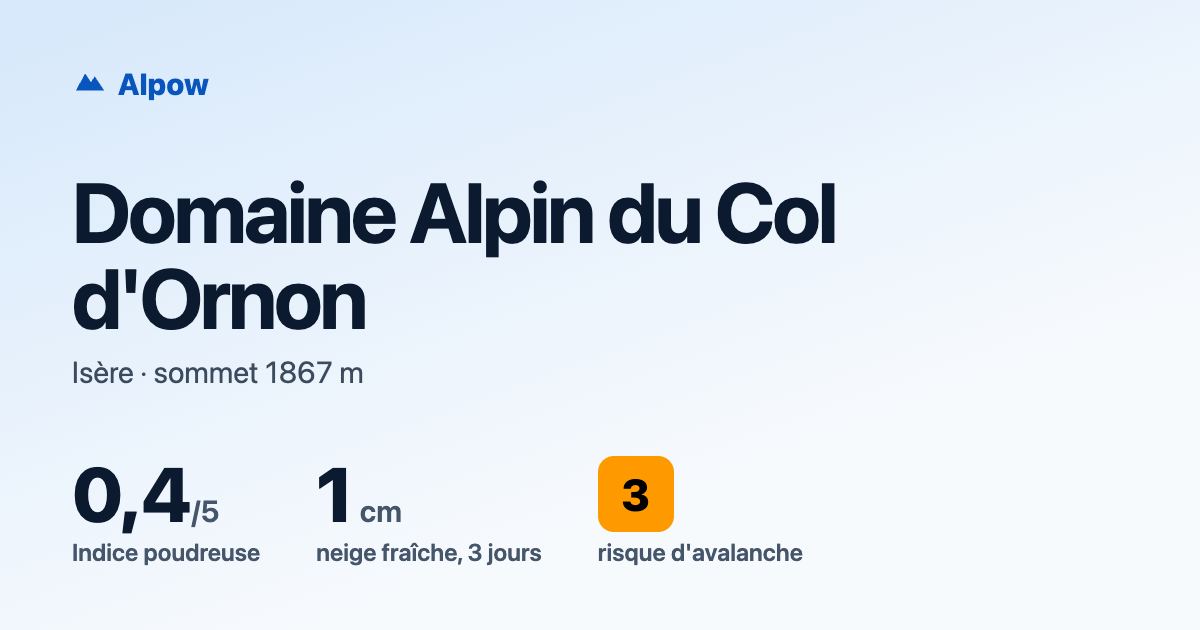 Alpow
Domaine Alpin du Col
d'Ornon
Isère · sommet 1867 m
0,4/5
1 cm
3
Indice poudreuse
neige fraîche, 3 jours
risque d'avalanche